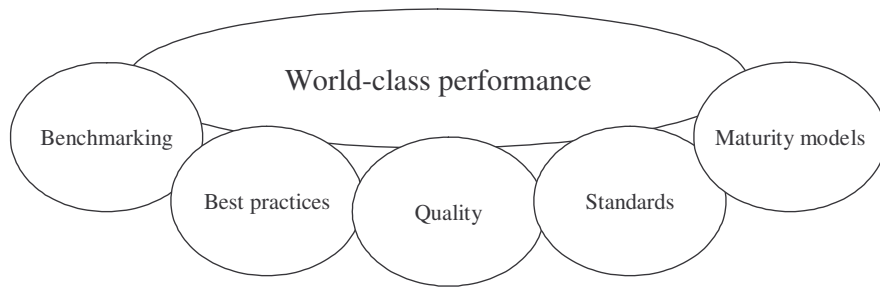 World-class performance
Benchmarking
Maturity models
Best practices
Standards
Quality